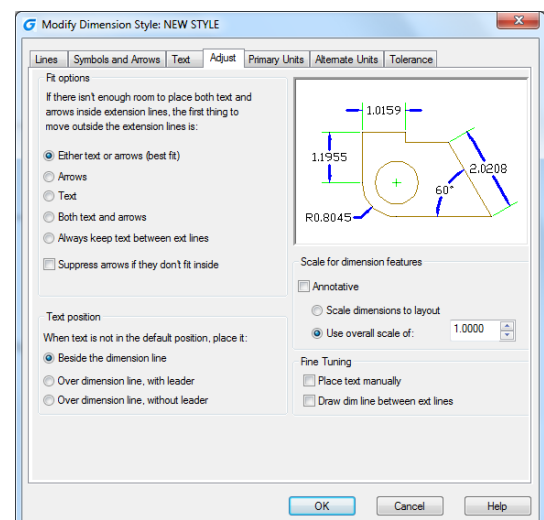 Modify Dimension Style: NEW STYLE
Lines
Symbols and Arrows
Text
Adjust
Primary Units
Alternate Units
Tolerance
Fit options
If there isn't enough room to place both text and
arrows inside extension lines, the first thing to
move outside the extension lines is:
Either text or arrows (best fit)
Arrows
Text
Both text and arrows
Always keep text between ext lines
Suppress arrows if they don't fit inside
Text position
When text is not in the default position, place it:
Beside the dimension line
Over dimension line, with leader
Over dimension line, without leader
1.0159
1.1955
2.0208
60°
R0.8045
Scale for dimension features
Annotative
Scale dimensions to layout
Use overall scale of:
1.0000
Fine Tuning
Place text manually
Draw dim line between ext lines
OK
Cancel
Help